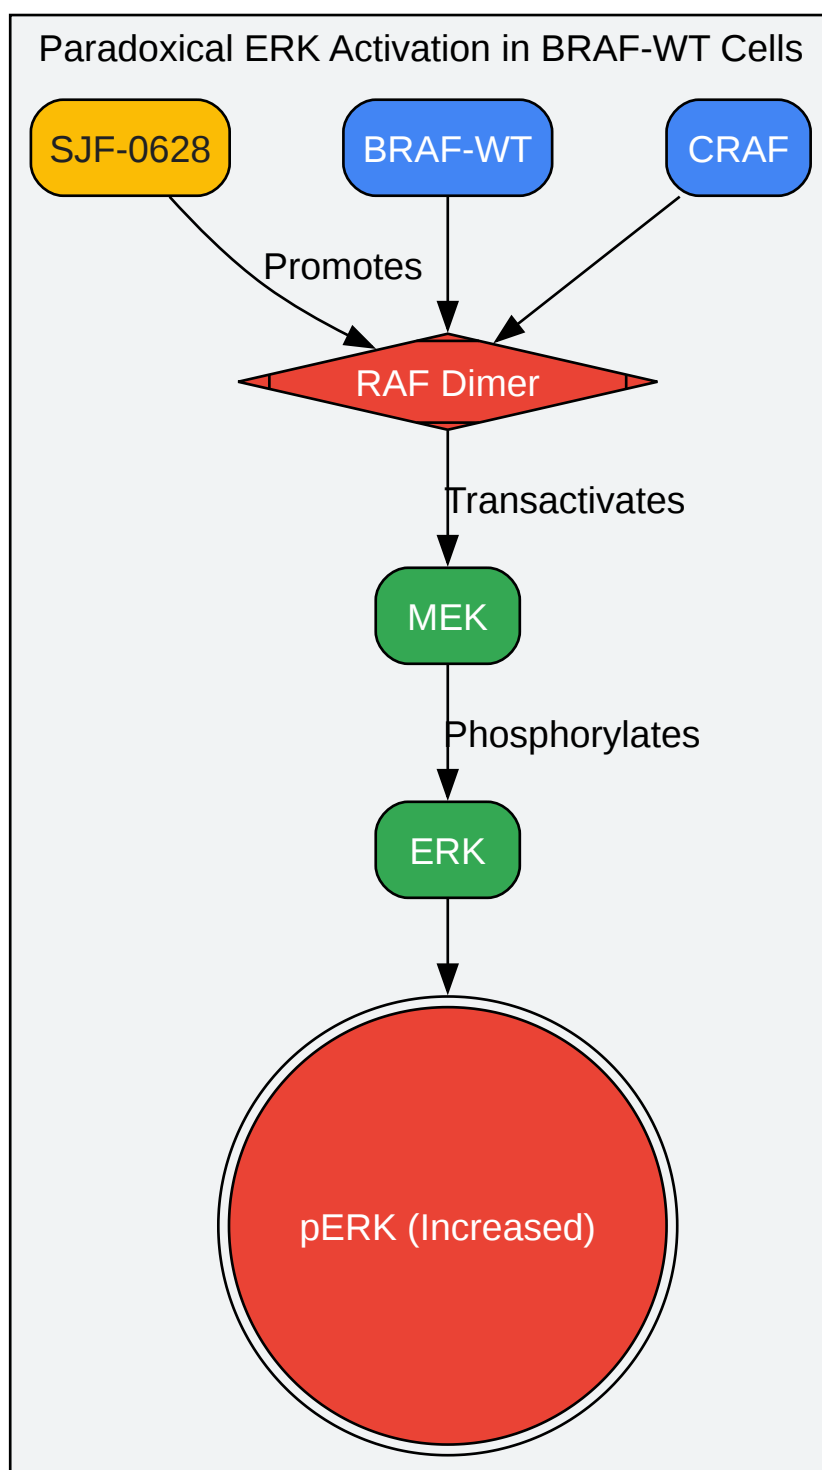 Paradoxical ERK Activation in BRAF-WT Cells
SJF-0628
BRAF-WT
CRAF
Promotes
RAF Dimer
Transactivates
MEK
Phosphorylates
ERK
pERK (Increased)